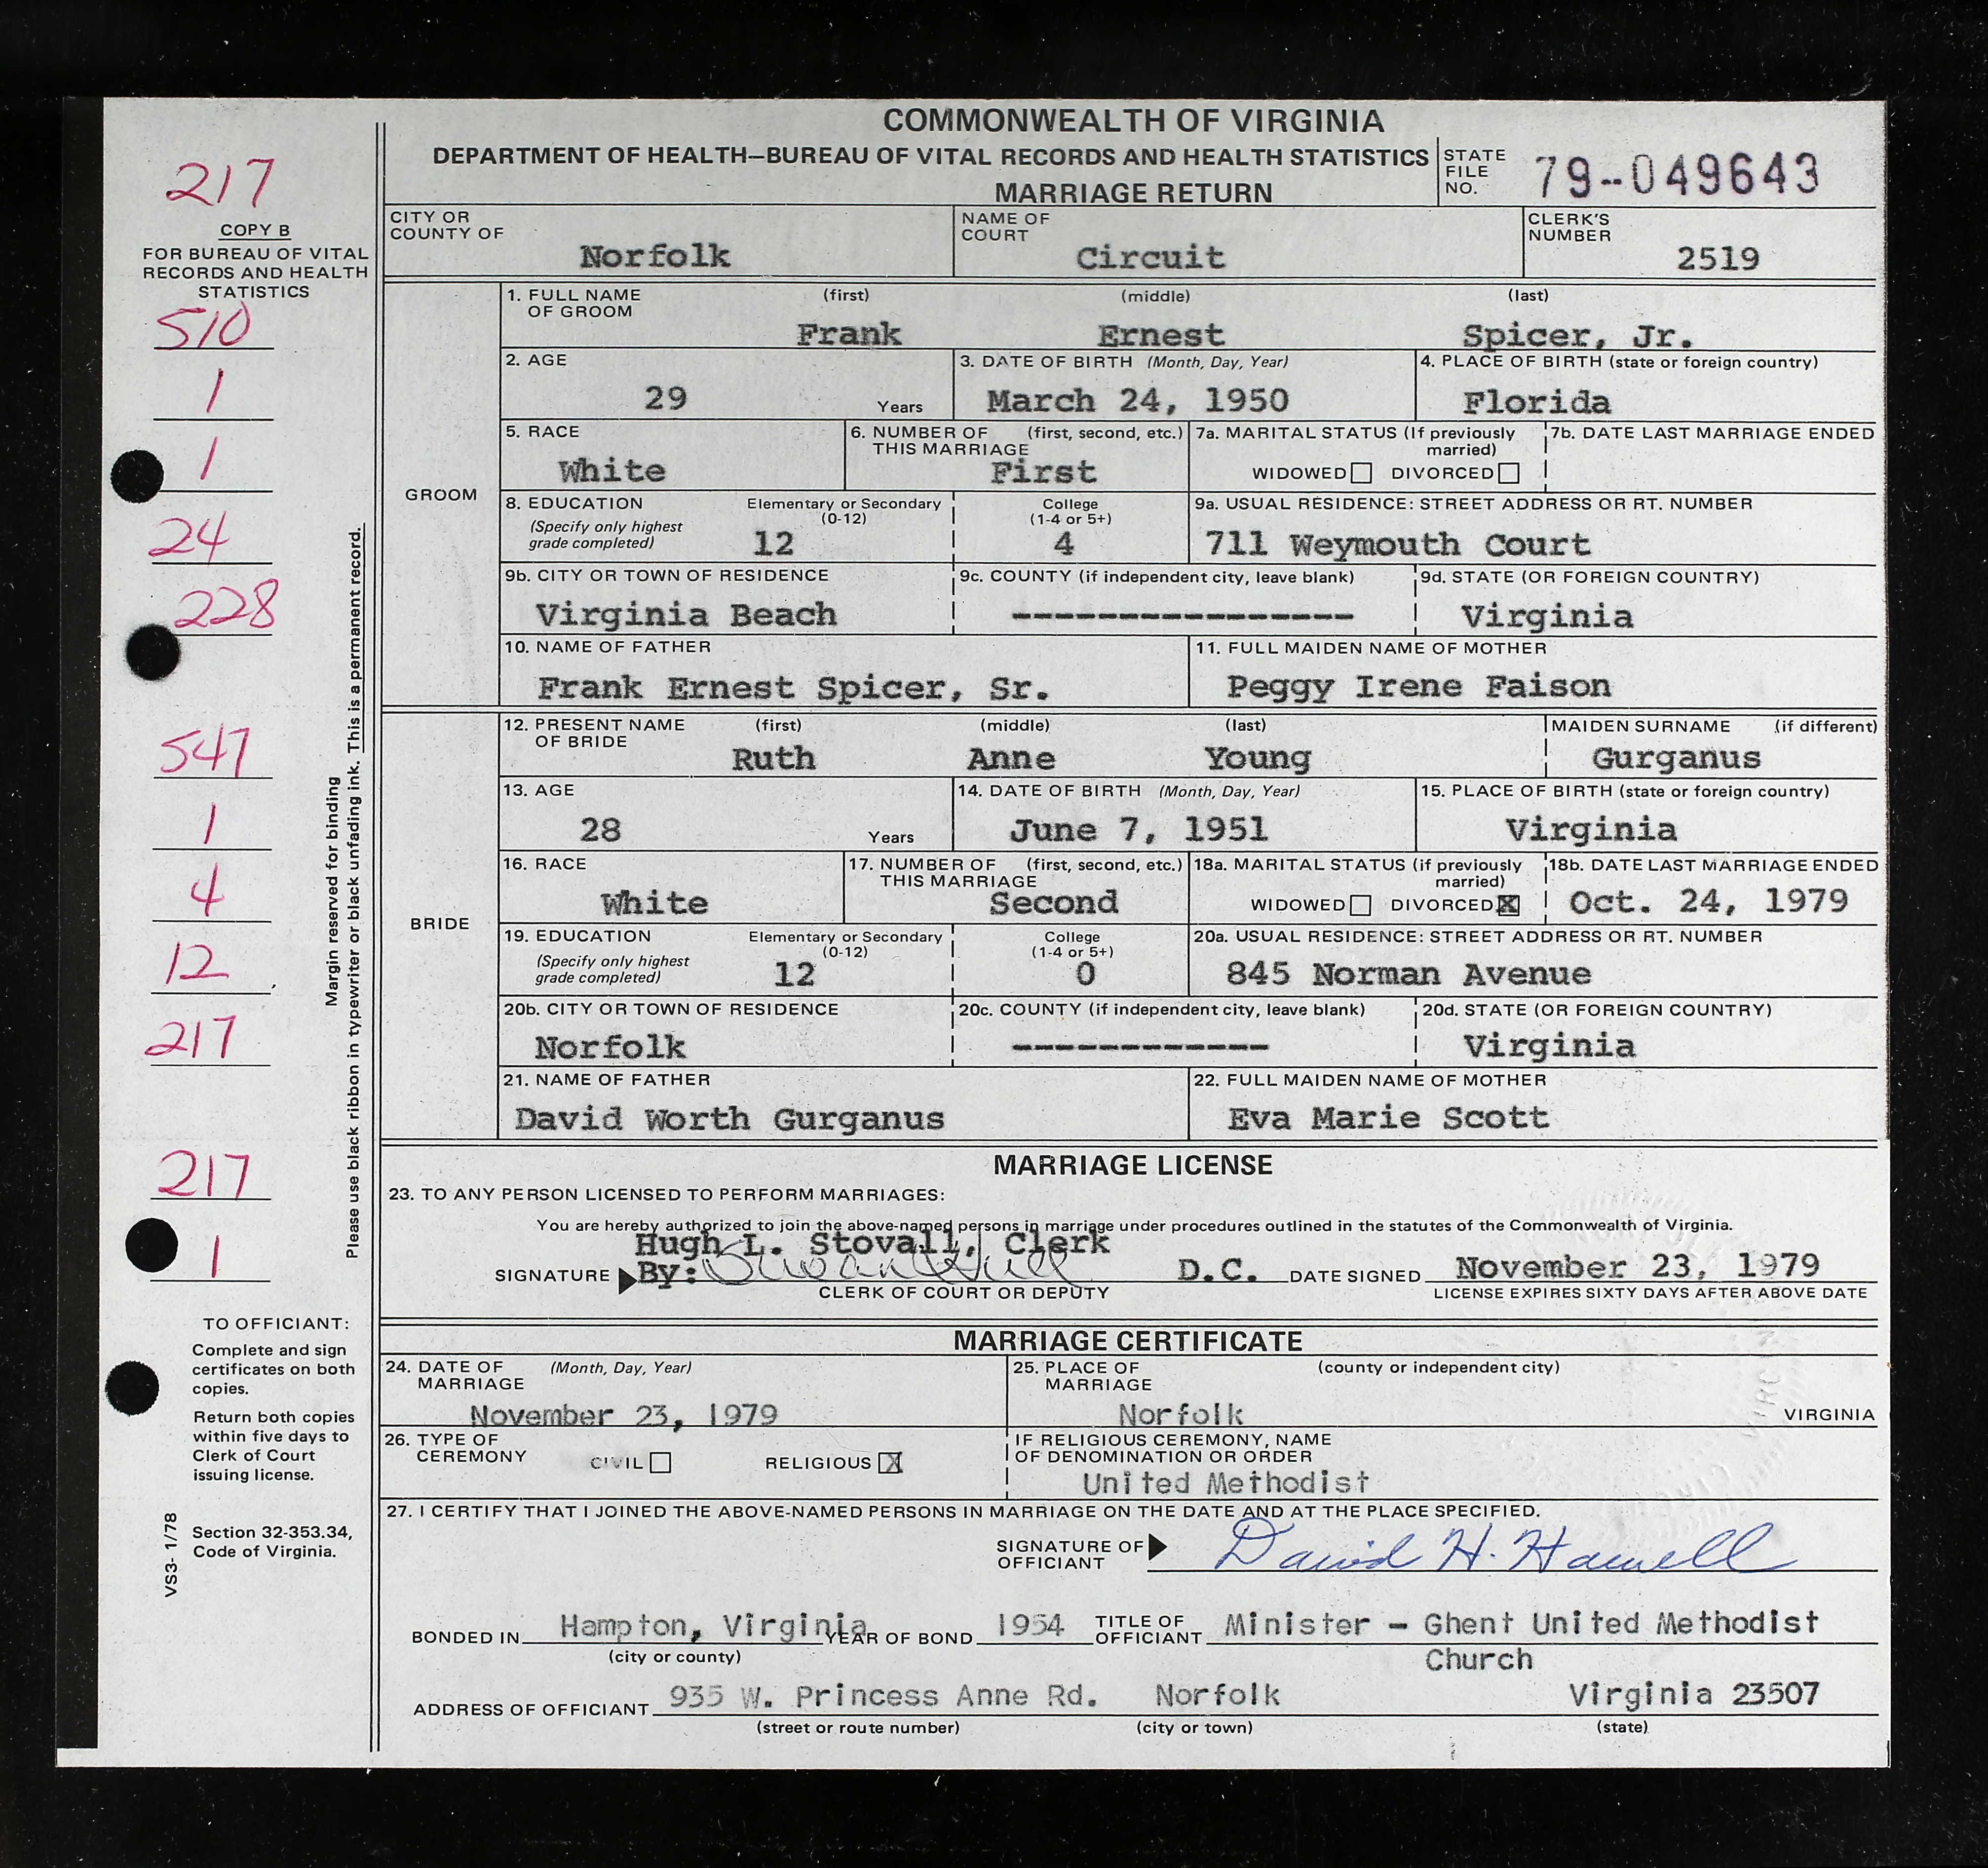 COMMONWEALTH OF VIRGINIA
DEPARTMENT OF HEALTH—BUREAU OF VITAL RECORDS AND HEALTH STATISTICS
MARRIAGE RETURN
STATE FILE NO. 79-049643
217
COPY B
FOR BUREAU OF VITAL
RECORDS AND HEALTH
STATISTICS
510
1
1
24
228
547
1
4
12
217
217
1
Margin reserved for binding
Please use black ribbon in typewriter or black unfading ink. This is a permanent record.
TO OFFICIANT:
Complete and sign
certificates on both
copies.
Return both copies
within five days to
Clerk of Court
issuing license.
Section 32-353.34,
Code of Virginia.
VS3- 1/78
CITY OR COUNTY OF Norfolk
NAME OF COURT Circuit
CLERK'S NUMBER 2519
GROOM
1. FULL NAME OF GROOM (first) (middle) (last)
Frank Ernest Spicer, Jr.
2. AGE 29 Years
3. DATE OF BIRTH (Month, Day, Year) March 24, 1950
4. PLACE OF BIRTH (state or foreign country) Florida
5. RACE White
6. NUMBER OF THIS MARRIAGE (first, second, etc.) First
7a. MARITAL STATUS (If previously married) WIDOWED DIVORCED
7b. DATE LAST MARRIAGE ENDED
8. EDUCATION (Specify only highest grade completed) Elementary or Secondary (0-12) 12 College (1-4 or 5+) 4
9a. USUAL RESIDENCE: STREET ADDRESS OR RT. NUMBER 711 Weymouth Court
9b. CITY OR TOWN OF RESIDENCE Virginia Beach
9c. COUNTY (if independent city, leave blank) ----------------
9d. STATE (OR FOREIGN COUNTRY) Virginia
10. NAME OF FATHER Frank Ernest Spicer, Sr.
11. FULL MAIDEN NAME OF MOTHER Peggy Irene Faison
BRIDE
12. PRESENT NAME OF BRIDE (first) (middle) (last) MAIDEN SURNAME (if different)
Ruth Anne Young Gurganus
13. AGE 28 Years
14. DATE OF BIRTH (Month, Day, Year) June 7, 1951
15. PLACE OF BIRTH (state or foreign country) Virginia
16. RACE White
17. NUMBER OF THIS MARRIAGE (first, second, etc.) Second
18a. MARITAL STATUS (if previously married) WIDOWED DIVORCED X
18b. DATE LAST MARRIAGE ENDED Oct. 24, 1979
19. EDUCATION (Specify only highest grade completed) Elementary or Secondary (0-12) 12 College (1-4 or 5+) 0
20a. USUAL RESIDENCE: STREET ADDRESS OR RT. NUMBER 845 Norman Avenue
20b. CITY OR TOWN OF RESIDENCE Norfolk
20c. COUNTY (if independent city, leave blank) ------------
20d. STATE (OR FOREIGN COUNTRY) Virginia
21. NAME OF FATHER David Worth Gurganus
22. FULL MAIDEN NAME OF MOTHER Eva Marie Scott
MARRIAGE LICENSE
23. TO ANY PERSON LICENSED TO PERFORM MARRIAGES:
You are hereby authorized to join the above-named persons in marriage under procedures outlined in the statutes of the Commonwealth of Virginia.
Hugh L. Stovall, Clerk
SIGNATURE By: D.C. DATE SIGNED November 23, 1979
CLERK OF COURT OR DEPUTY LICENSE EXPIRES SIXTY DAYS AFTER ABOVE DATE
MARRIAGE CERTIFICATE
24. DATE OF MARRIAGE (Month, Day, Year) November 23, 1979
25. PLACE OF MARRIAGE (county or independent city) Norfolk VIRGINIA
26. TYPE OF CEREMONY CIVIL RELIGIOUS X
IF RELIGIOUS CEREMONY, NAME OF DENOMINATION OR ORDER United Methodist
27. I CERTIFY THAT I JOINED THE ABOVE-NAMED PERSONS IN MARRIAGE ON THE DATE AND AT THE PLACE SPECIFIED.
SIGNATURE OF OFFICIANT David H.
BONDED IN Hampton, Virginia YEAR OF BOND 1954 TITLE OF OFFICIANT Minister - Ghent United Methodist
(city or county) Church
ADDRESS OF OFFICIANT 935 W. Princess Anne Rd. Norfolk Virginia 23507
(street or route number) (city or town) (state)